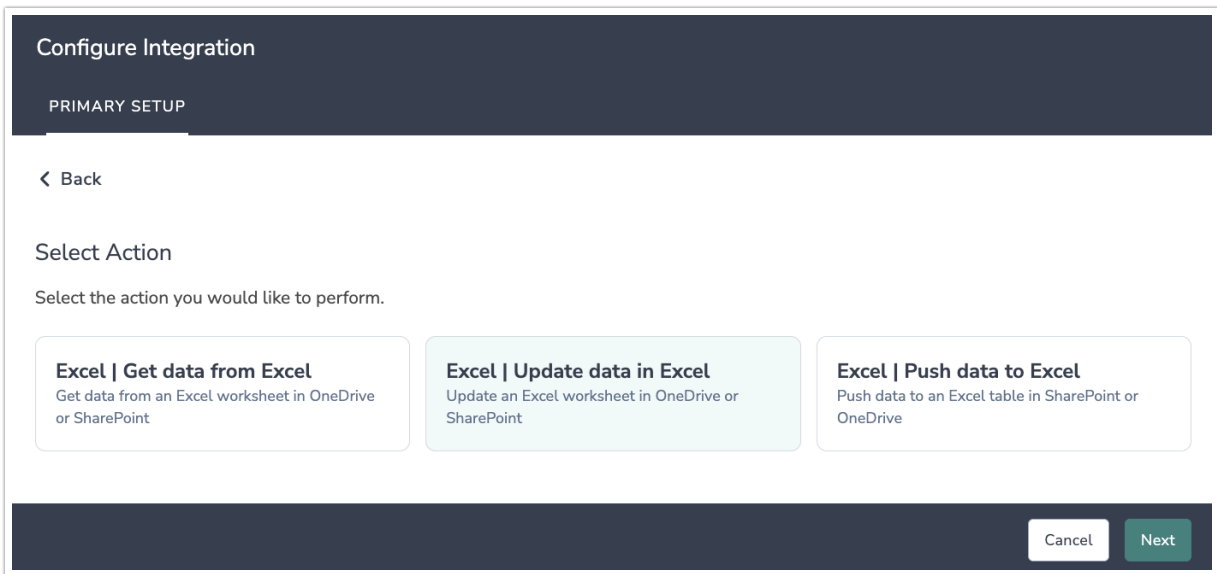 Configure Integration
PRIMARY SETUP
Back
Select Action
Select the action you would like to perform.
Excel | Get data from Excel
Get data from an Excel worksheet in OneDrive
or SharePoint
Excel | Update data in Excel
Update an Excel worksheet in OneDrive or
SharePoint
Excel | Push data to Excel
Push data to an Excel table in SharePoint or
OneDrive
Cancel
Next